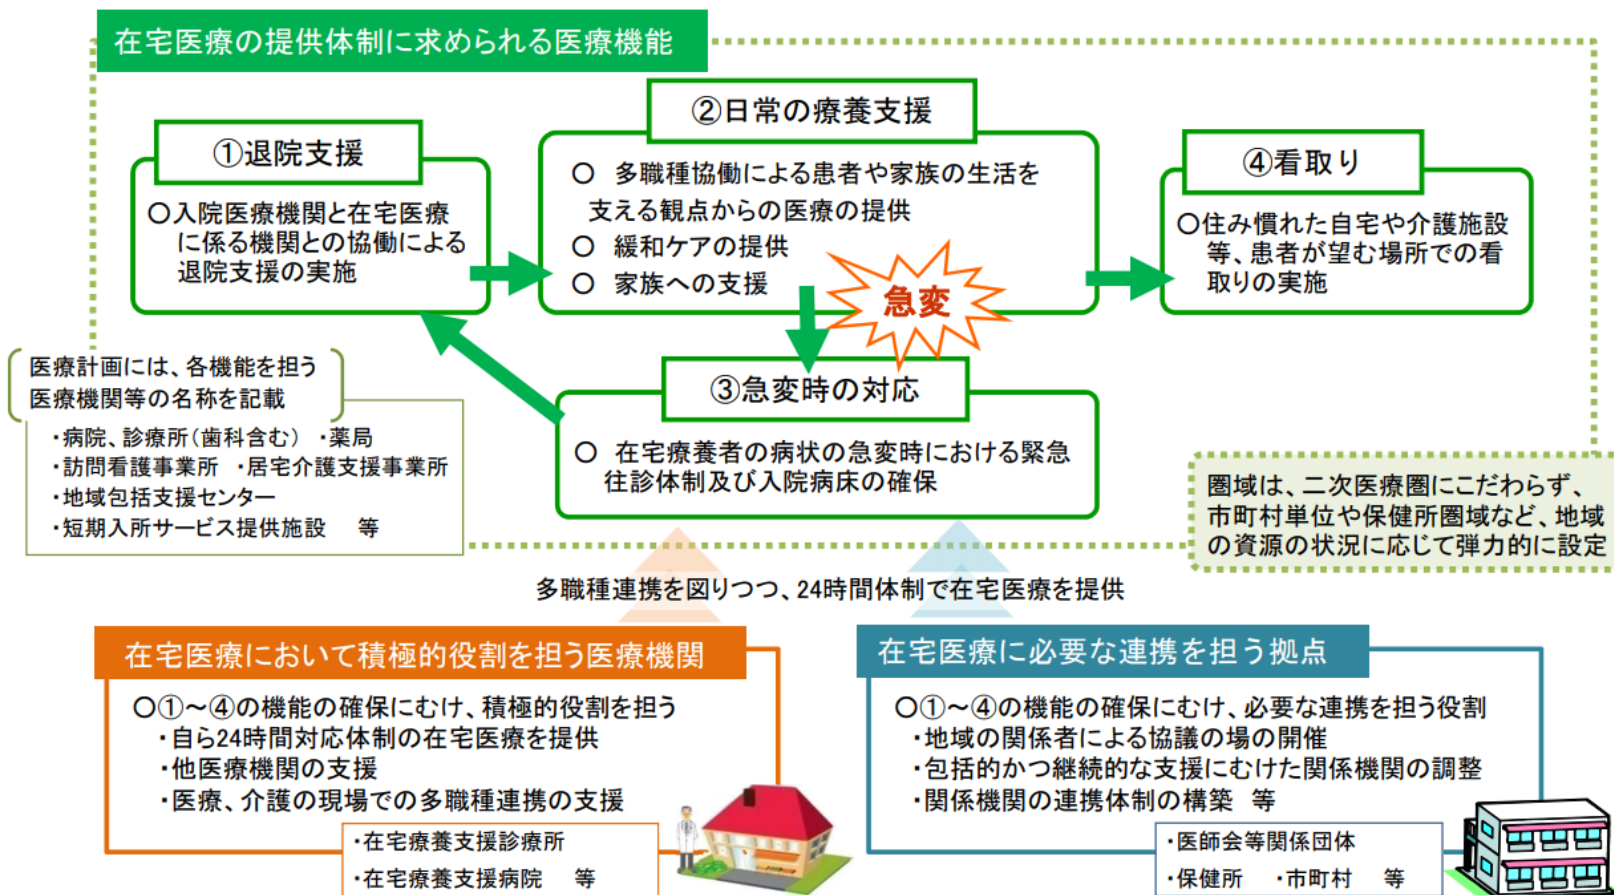 在宅医療の提供体制に求められる医療機能
①退院支援
○入院医療機関と在宅医療
に係る機関との協働による
退院支援の実施
②日常の療養支援
○ 多職種協働による患者や家族の生活を
支える観点からの医療の提供
○ 緩和ケアの提供
○ 家族への支援
急変
④看取り
○住み慣れた自宅や介護施設
等、患者が望む場所での看
取りの実施
③急変時の対応
○ 在宅療養者の病状の急変時における緊急
往診体制及び入院病床の確保
医療計画には、各機能を担う
医療機関等の名称を記載
・病院、診療所(歯科含む) ・薬局
・訪問看護事業所 ・居宅介護支援事業所
・地域包括支援センター
・短期入所サービス提供施設 等
圏域は、二次医療圏にこだわらず、
市町村単位や保健所圏域など、地域
の資源の状況に応じて弾力的に設定
多職種連携を図りつつ、24時間体制で在宅医療を提供
在宅医療において積極的役割を担う医療機関
○①～④の機能の確保にむけ、積極的役割を担う
・自ら24時間対応体制の在宅医療を提供
・他医療機関の支援
・医療、介護の現場での多職種連携の支援
・在宅療養支援診療所
・在宅療養支援病院 等
在宅医療に必要な連携を担う拠点
○①～④の機能の確保にむけ、必要な連携を担う役割
・地域の関係者による協議の場の開催
・包括的かつ継続的な支援にむけた関係機関の調整
・関係機関の連携体制の構築 等
・医師会等関係団体
・保健所 ・市町村 等